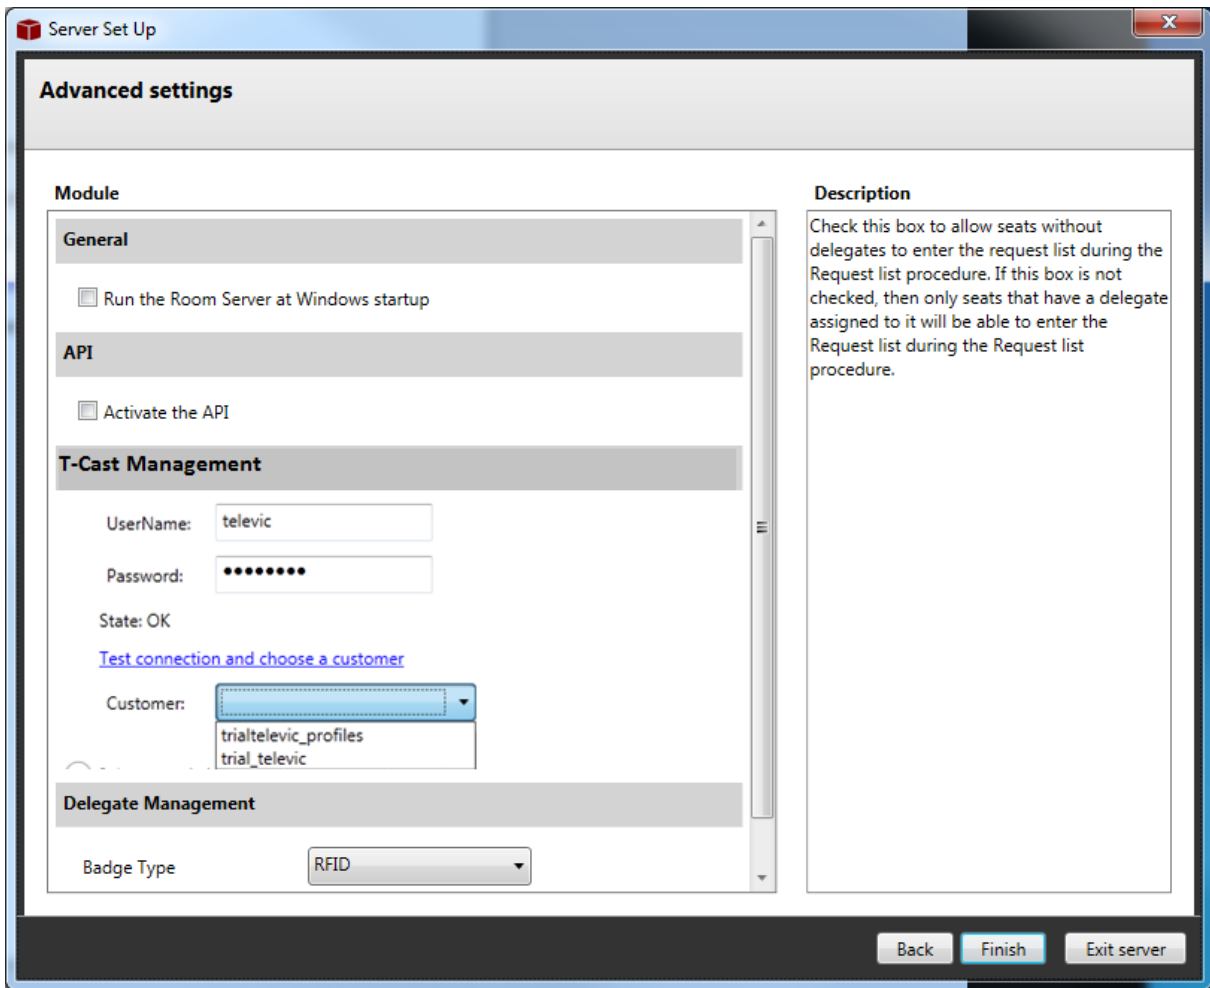 Server Set Up
Advanced settings
Module
General
Run the Room Server at Windows startup
API
Activate the API
T-Cast Management
UserName: televic
Password: ••••••••
State: OK
Test connection and choose a customer
Customer:
trialtelevic_profiles
trial_televic
Delegate Management
Badge Type RFID
Description
Check this box to allow seats without
delegates to enter the request list during the
Request list procedure. If this box is not
checked, then only seats that have a delegate
assigned to it will be able to enter the
Request list during the Request list
procedure.
Back Finish Exit server